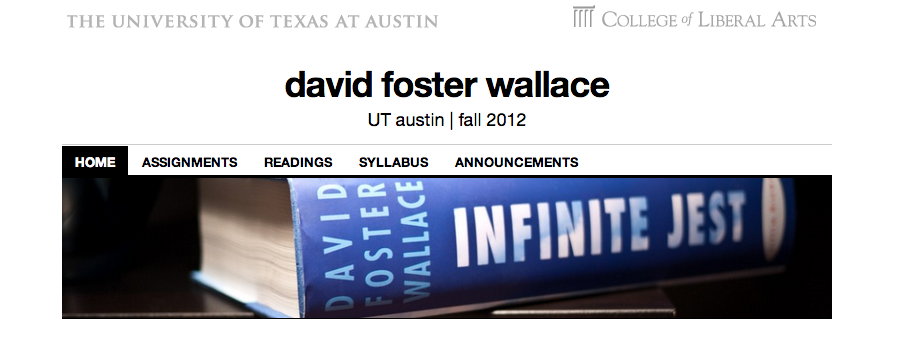 THE UNIVERSITY OF TEXAS AT AUSTIN
COLLEGE of LIBERAL ARTS
david foster wallace
UT austin | fall 2012
HOME ASSIGNMENTS READINGS SYLLABUS ANNOUNCEMENTS
DAVID
FOSTER
WALLACE
INFINITE JEST